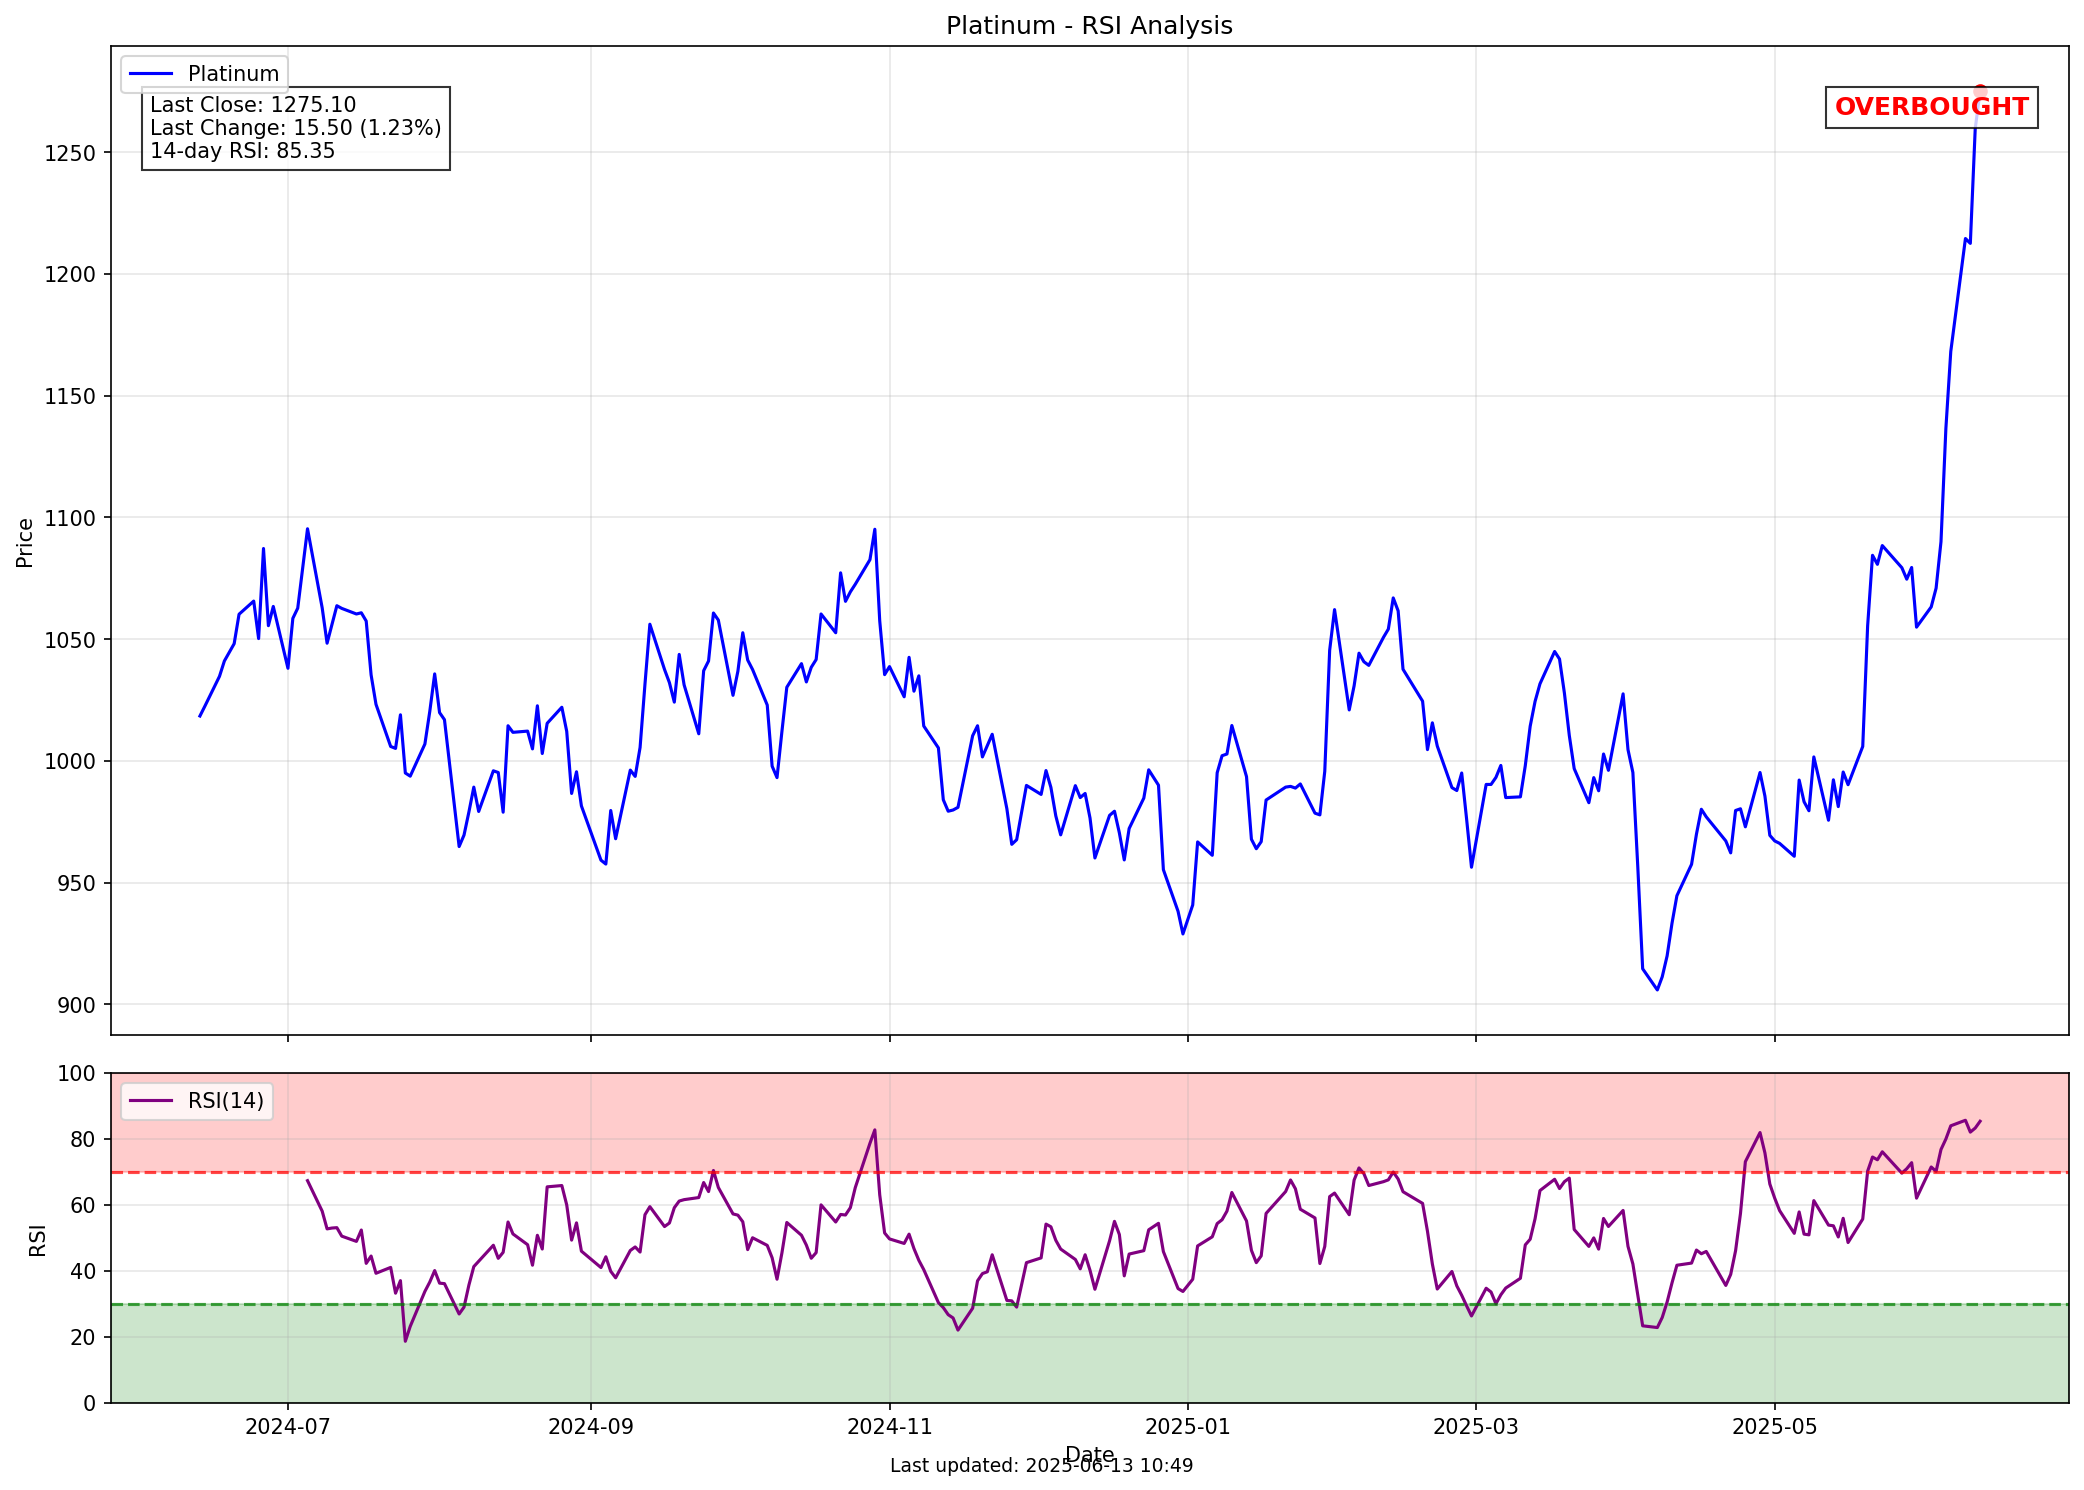 Platinum - RSI Analysis
Platinum
Last Close: 1275.10
Last Change: 15.50 (1.23%)
14-day RSI: 85.35
OVERBOUGHT
Price
1250
1200
1150
1100
1050
1000
950
900
RSI(14)
RSI
100
80
60
40
20
0
2024-07
2024-09
2024-11
2025-01
2025-03
2025-05
Date
Last updated: 2025-06-13 10:49